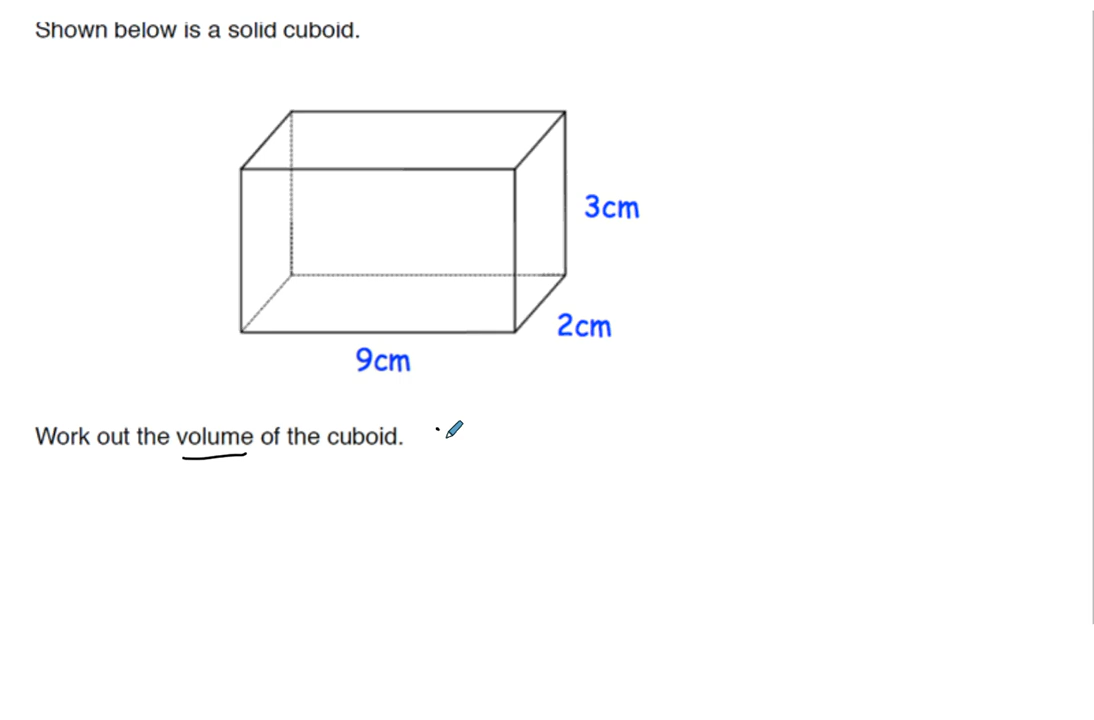 Shown below is a solid cuboid.
3cm
2cm
9cm
Work out the volume of the cuboid.